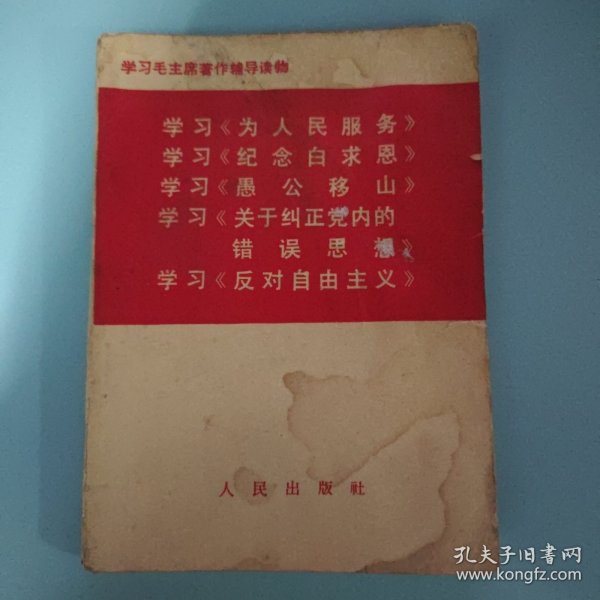 学习毛主席著作辅导读物
学习《为人民服务》
学习《纪念白求恩》
学习《愚公移山》
学习《关于纠正党内的
错误思想》
学习《反对自由主义》
人民出版社
孔夫子旧书网
www.kongfz.com